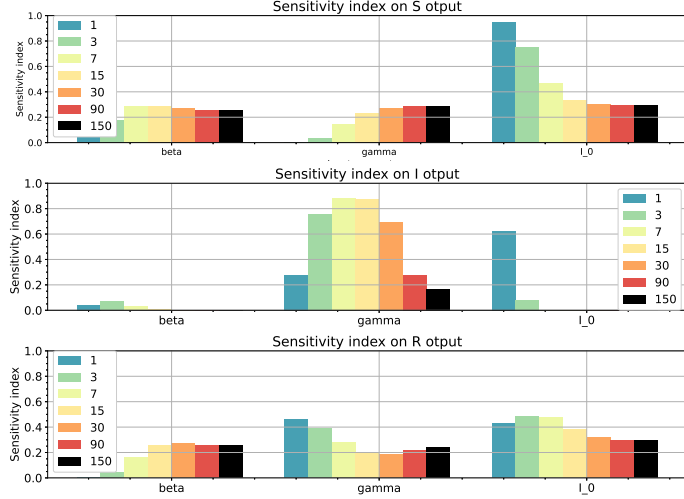 Sensitivity index on S otput
Sensitivity index
1.0
0.8
0.6
0.4
0.2
0.0
1
3
7
15
30
90
150
beta
gamma
I_0
Sensitivity index on I otput
Sensitivity index
1.0
0.8
0.6
0.4
0.2
0.0
1
3
7
15
30
90
150
beta
gamma
I_0
Sensitivity index on R otput
Sensitivity index
1.0
0.8
0.6
0.4
0.2
0.0
1
3
7
15
30
90
150
beta
gamma
I_0